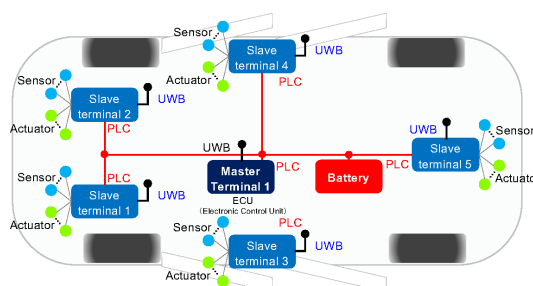 Sensor
Actuator
Slave
terminal 4
UWB
PLC
Sensor
Actuator
Slave
terminal 2
UWB
PLC
UWB
Master
Terminal 1
ECU
(Electronic Control Unit)
PLC
Battery
PLC
UWB
Slave
terminal 5
Sensor
Actuator
PLC
Sensor
Actuator
Slave
terminal 1
UWB
Sensor
Actuator
PLC
Slave
terminal 3
UWB